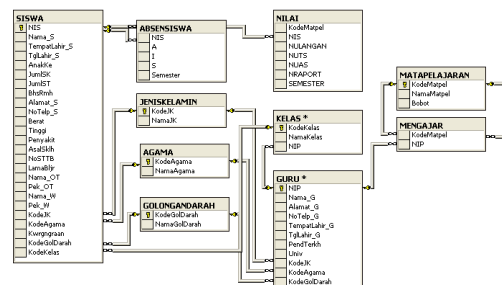 SISWA
NIS
Nama_S
TempatLahir_S
TglLahir_S
AnakKe
JumlSK
JumlST
BhsRmh
Alamat_S
NoTelp_S
Berat
Tinggi
Penyakit
AsalSklh
NoSTTB
LamaBljr
Nama_OT
Pek_OT
Nama_W
Pek_W
KodeJK
KodeAgama
Kwrgngraan
KodeGolDarah
KodeKelas
ABSENSISWA
NIS
A
I
S
Semester
JENISKELAMIN
KodeJK
NamaJK
AGAMA
KodeAgama
NamaAgama
GOLONGANDARAH
KodeGolDarah
NamaGolDarah
NILAI
KodeMatpel
NIS
NULANGAN
NUTS
NUAS
NRAPORT
SEMESTER
KELAS *
KodeKelas
NamaKelas
NIP
GURU *
NIP
Nama_G
Alamat_G
NoTelp_G
TempatLahir_G
TglLahir_G
PendTerkh
Univ
KodeJK
KodeAgama
KodeGolDarah
MATAPELAJARAN
KodeMatpel
NamaMatpel
Bobot
MENGAJAR
KodeMatpel
NIP